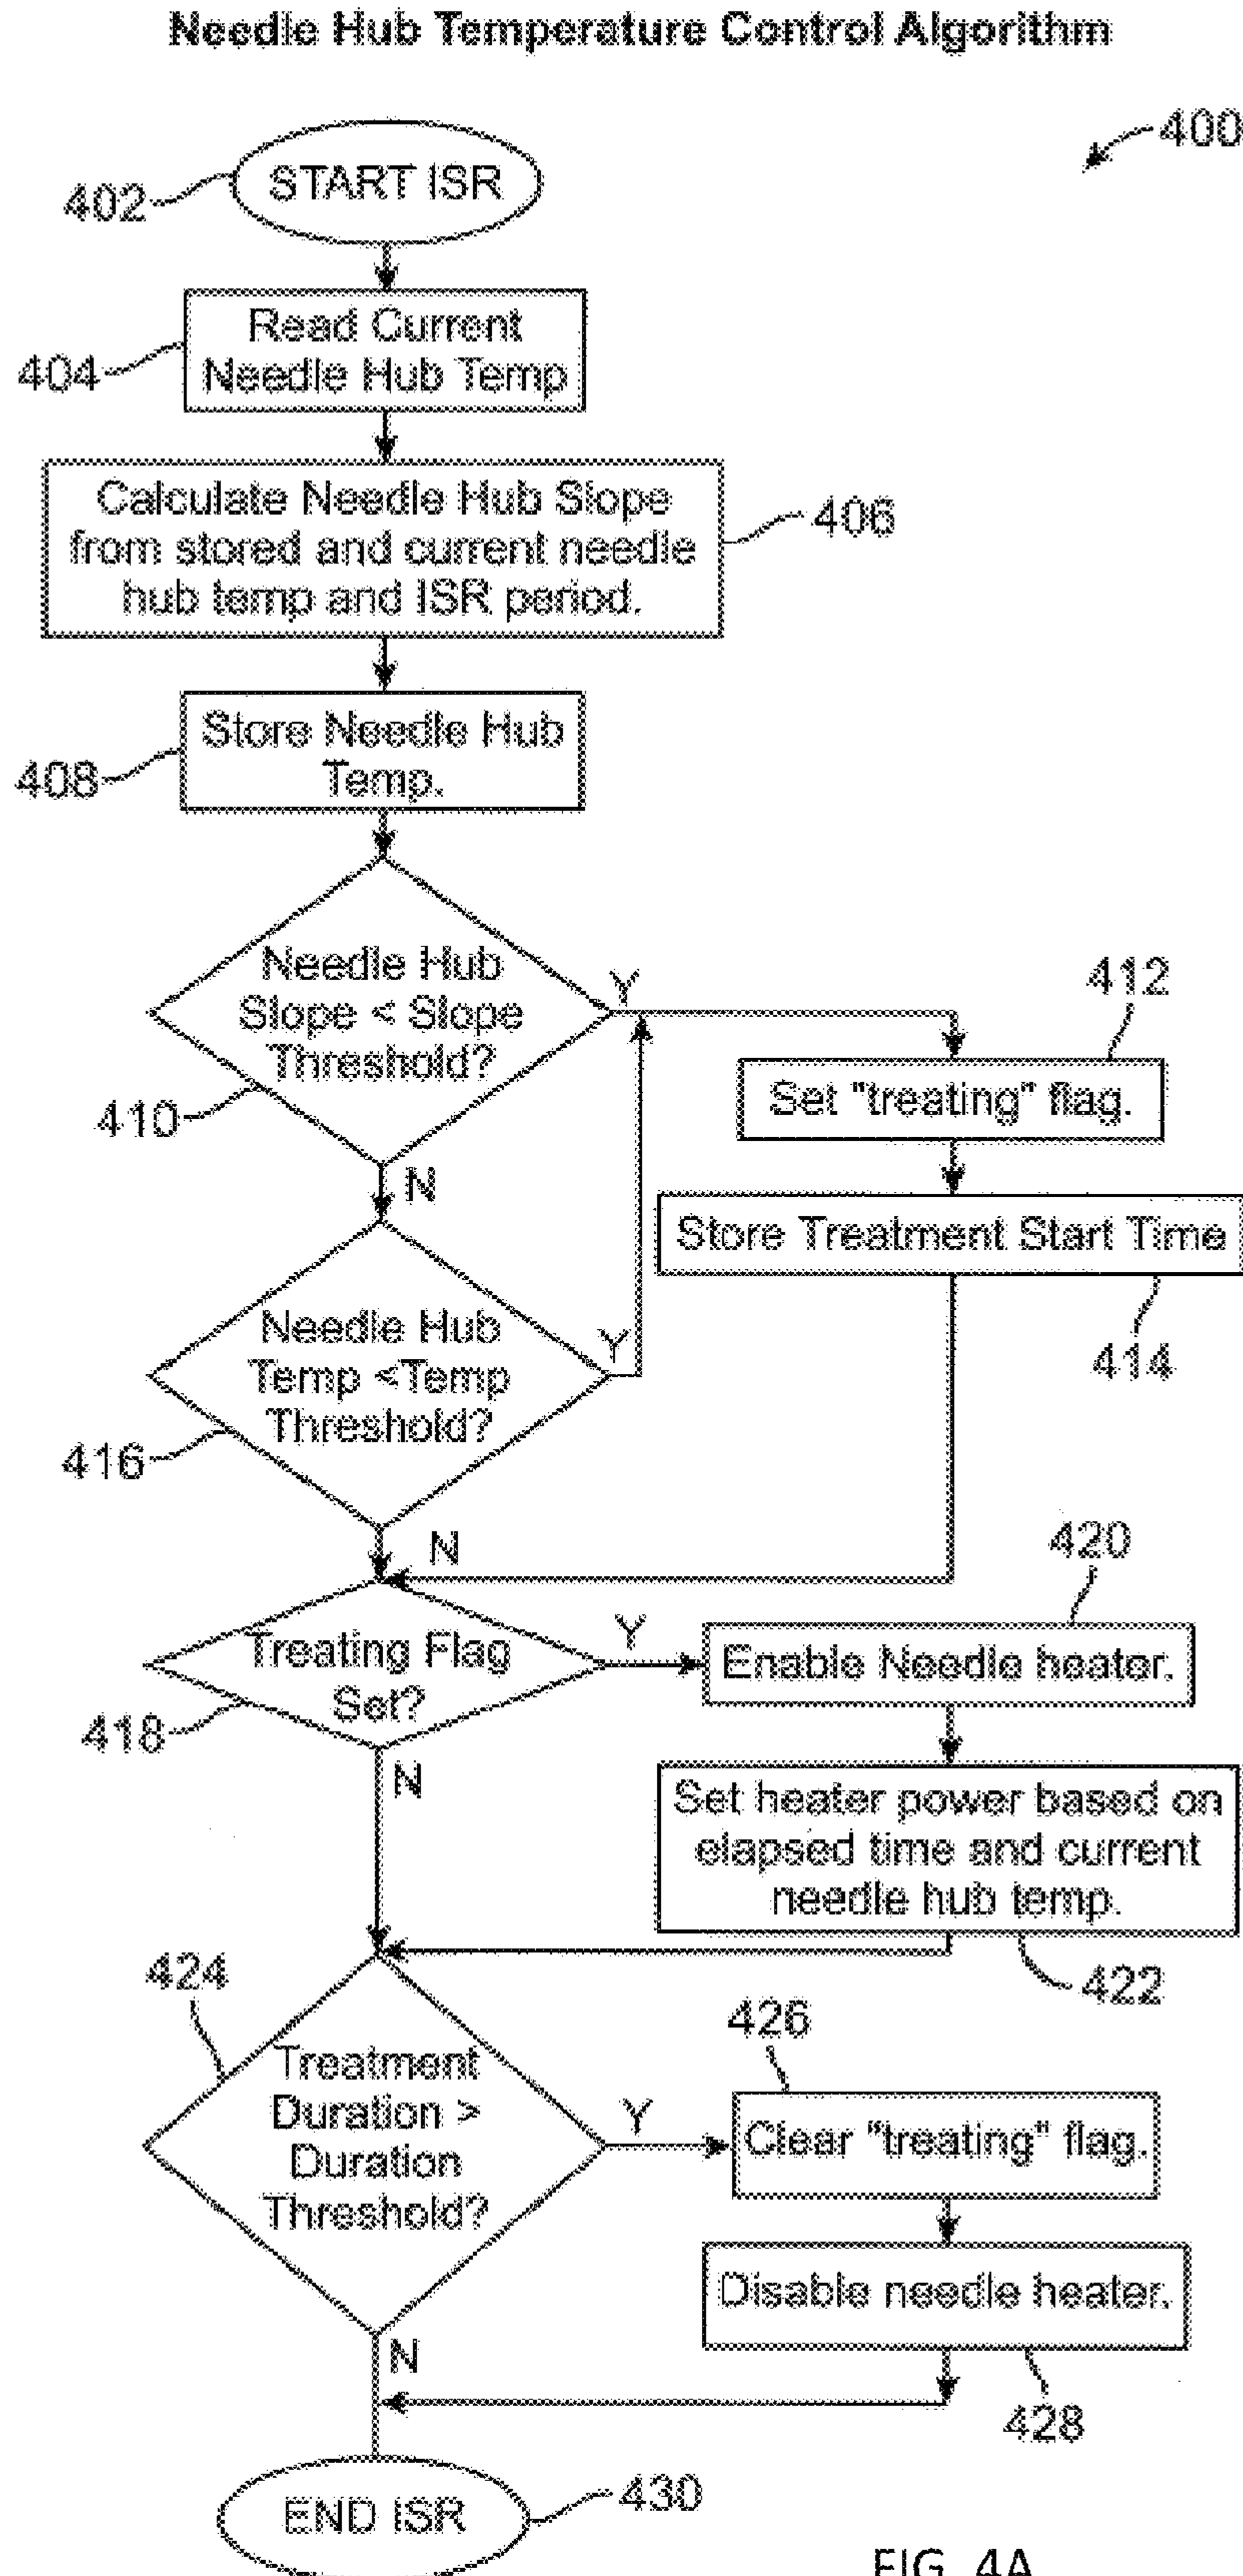 Needle Hub Temperature Control Algorithm
400
START ISR
402
Read Current
Needle Hub Temp
404
Calculate Needle Hub Slope
from stored and current needle
hub temp and ISR period.
406
Store Needle Hub
Temp.
408
Needle Hub
Slope < Slope
Threshold?
410
Y
N
412
Set "treating" flag.
Store Treatment Start Time
414
Needle Hub
Temp <Temp
Threshold?
416
Y
N
Treating Flag
Set?
418
Y
N
420
Enable Needle heater.
Set heater power based on
elapsed time and current
needle hub temp.
422
424
Treatment
Duration >
Duration
Threshold?
Y
N
426
Clear "treating" flag.
Disable needle heater.
428
END ISR
430
FIG. 4A